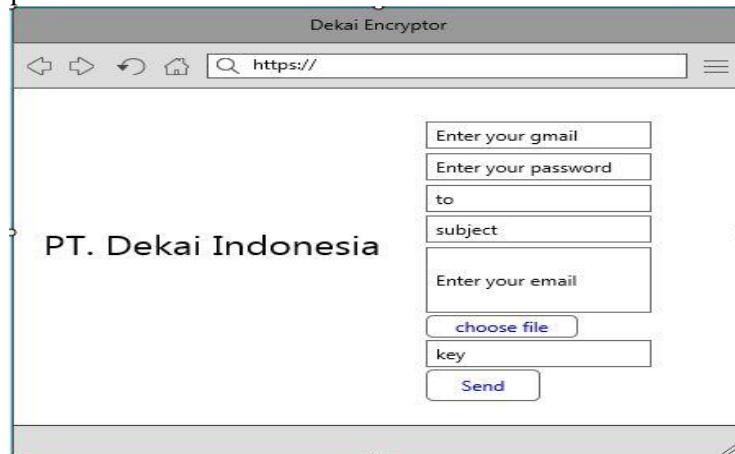 Dekai Encryptor
https://
Enter your gmail
Enter your password
to
subject
PT. Dekai Indonesia
Enter your email
choose file
key
Send